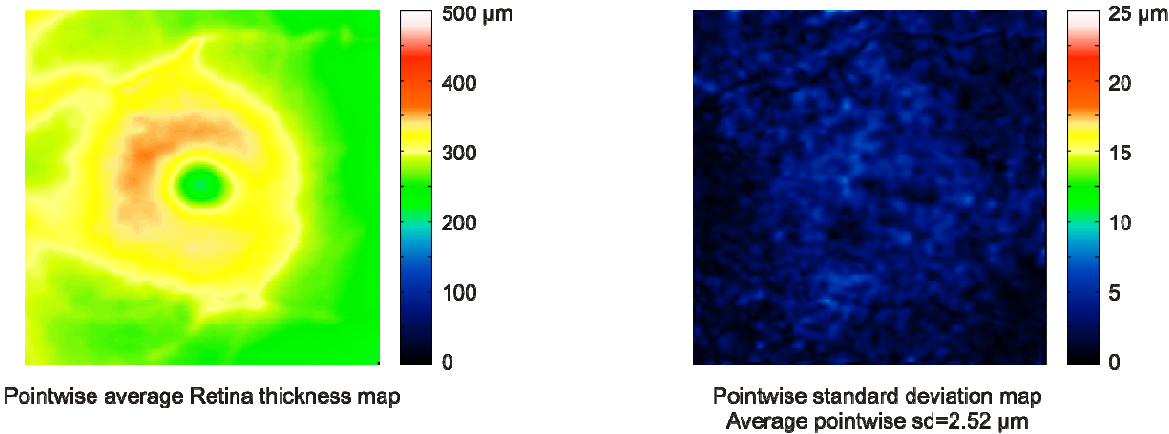 500 µm
400
300
200
100
0
Pointwise average Retina thickness map
25 µm
20
15
10
5
0
Pointwise standard deviation map
Average pointwise sd=2.52 µm